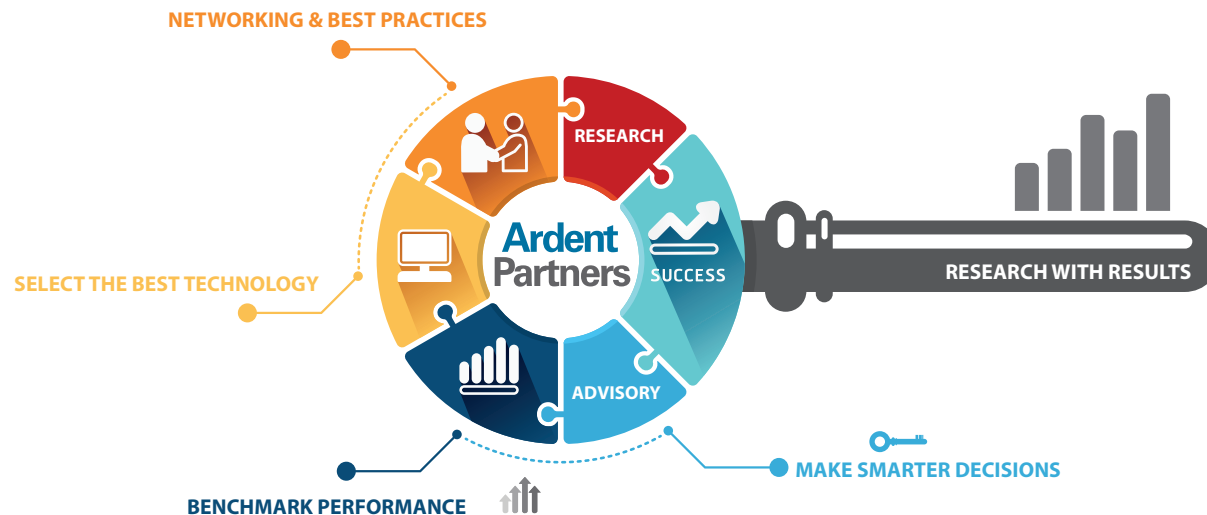 NETWORKING & BEST PRACTICES
RESEARCH
Ardent
Partners
SUCCESS
RESEARCH WITH RESULTS
SELECT THE BEST TECHNOLOGY
ADVISORY
MAKE SMARTER DECISIONS
BENCHMARK PERFORMANCE